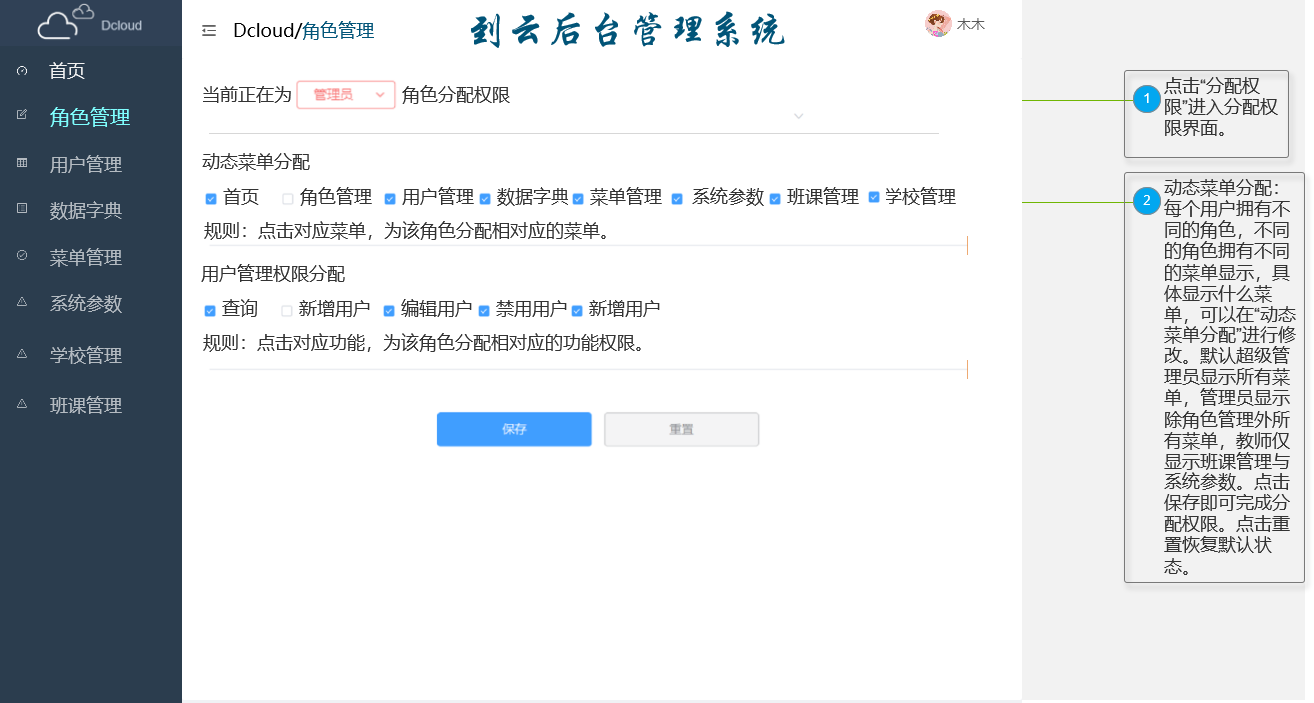 Dcloud
首页
角色管理
用户管理
数据字典
菜单管理
系统参数
学校管理
班课管理
Dcloud/角色管理
到云后台管理系统
木木
当前正在为 管理员 角色分配权限
动态菜单分配
首页 角色管理 用户管理 数据字典 菜单管理 系统参数 班课管理 学校管理
规则：点击对应菜单，为该角色分配相对应的菜单。
用户管理权限分配
查询 新增用户 编辑用户 禁用用户 新增用户
规则：点击对应功能，为该角色分配相对应的功能权限。
保存 重置
1
点击“分配权
限”进入分配权
限界面。
2
动态菜单分配：
每个用户拥有不
同的角色，不同
的角色拥有不同
的菜单显示，具
体显示什么菜
单，可以在“动态
菜单分配”进行修
改。默认超级管
理员显示所有菜
单，管理员显示
除角色管理外所
有菜单，教师仅
显示班课管理与
系统参数。点击
保存即可完成分
配权限。点击重
置恢复默认状
态。